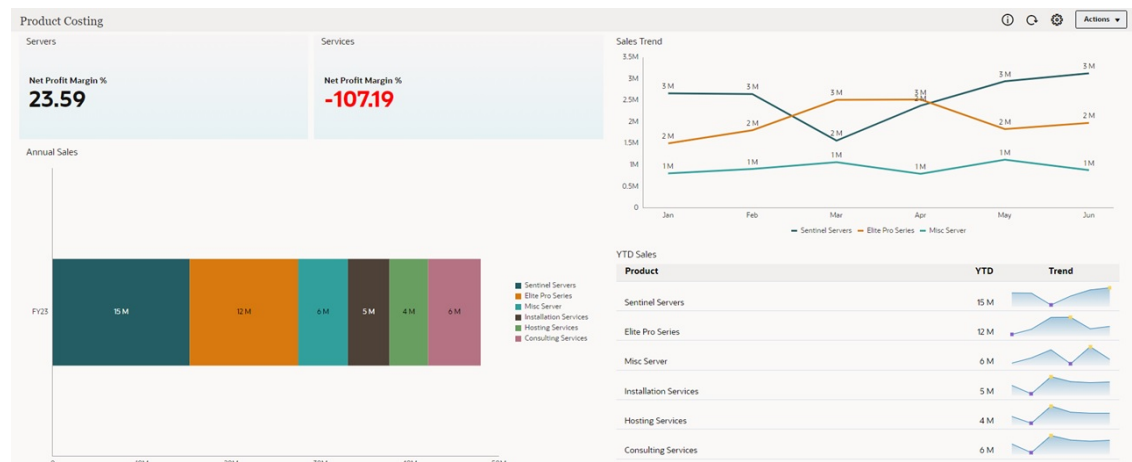 Product Costing
Actions
Servers
Net Profit Margin %
23.59
Services
Net Profit Margin %
-107.19
Annual Sales
FY23
15 M
12 M
6 M
5 M
4 M
6 M
Sentinel Servers
Elite Pro Series
Misc Server
Installation Services
Hosting Services
Consulting Services
Sales Trend
3.5M
3M
2.5M
2M
1.5M
1M
0.5M
0
3 M
3 M
2 M
3 M
3 M
2 M
2 M
3 M
3 M
2 M
2 M
1 M
1 M
1 M
1 M
1 M
1 M
Jan
Feb
Mar
Apr
May
Jun
Sentinel Servers
Elite Pro Series
Misc Server
YTD Sales
Product YTD Trend
Sentinel Servers 15 M
Elite Pro Series 12 M
Misc Server 6 M
Installation Services 5 M
Hosting Services 4 M
Consulting Services 6 M